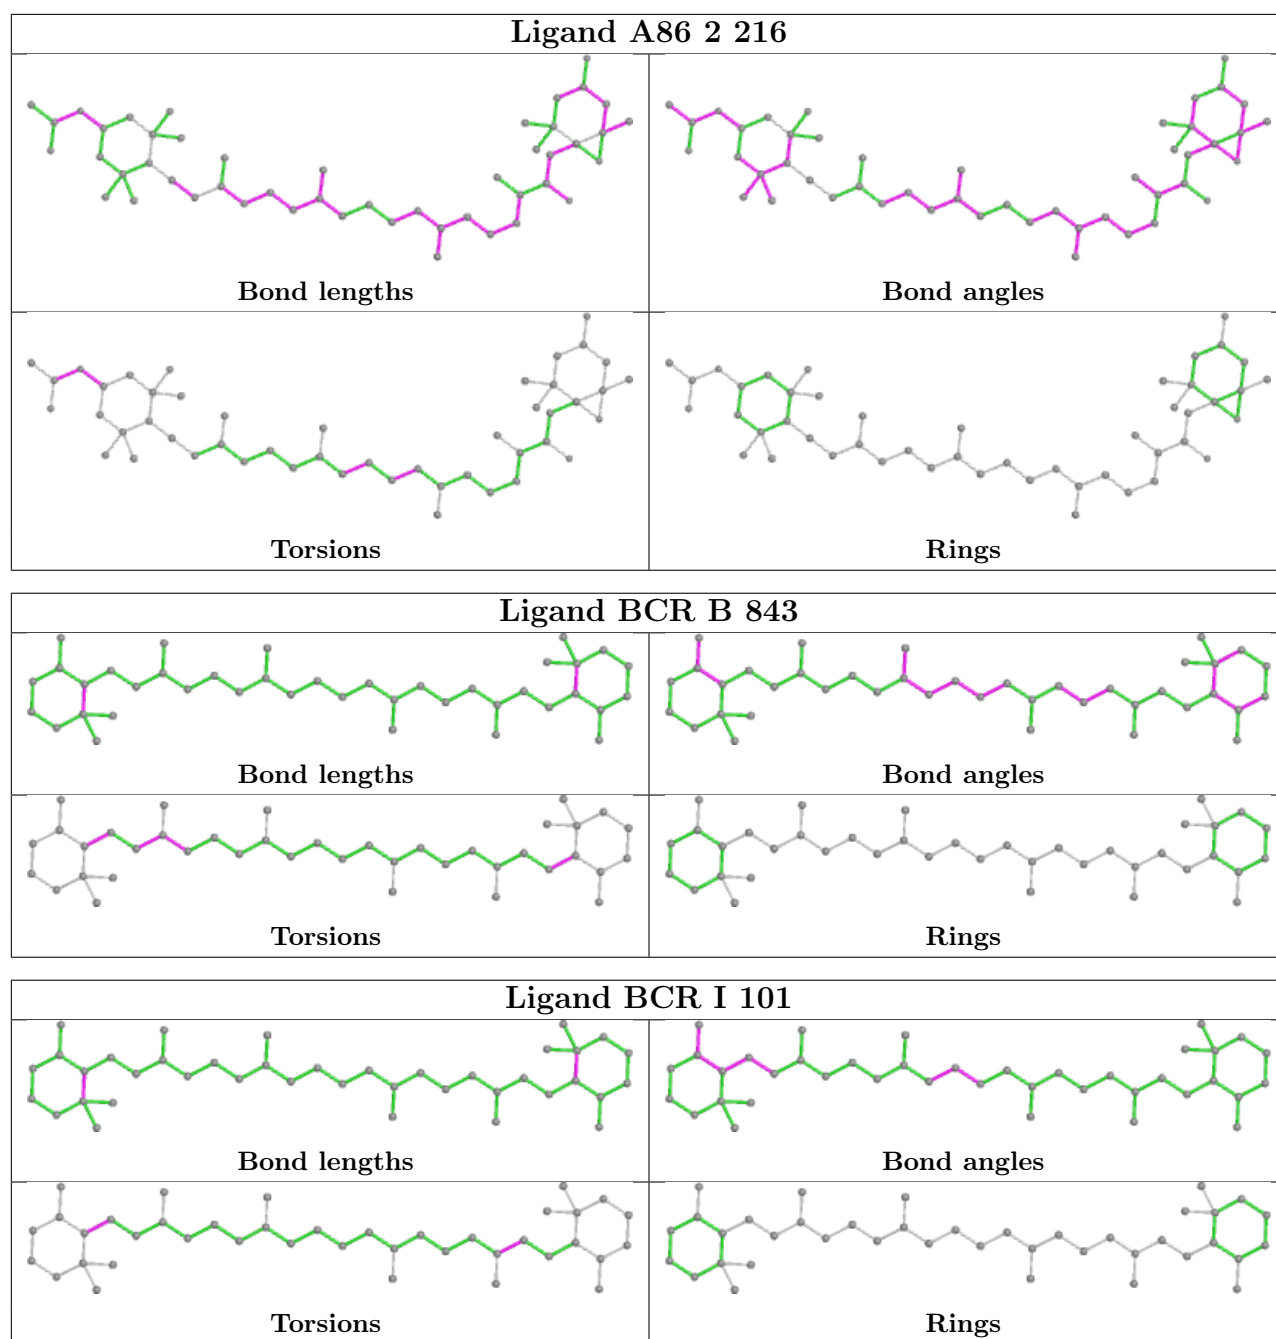 Ligand A86 2 216
Bond lengths
Bond angles
Torsions
Rings
Ligand BCR B 843
Bond lengths
Bond angles
Torsions
Rings
Ligand BCR I 101
Bond lengths
Bond angles
Torsions
Rings